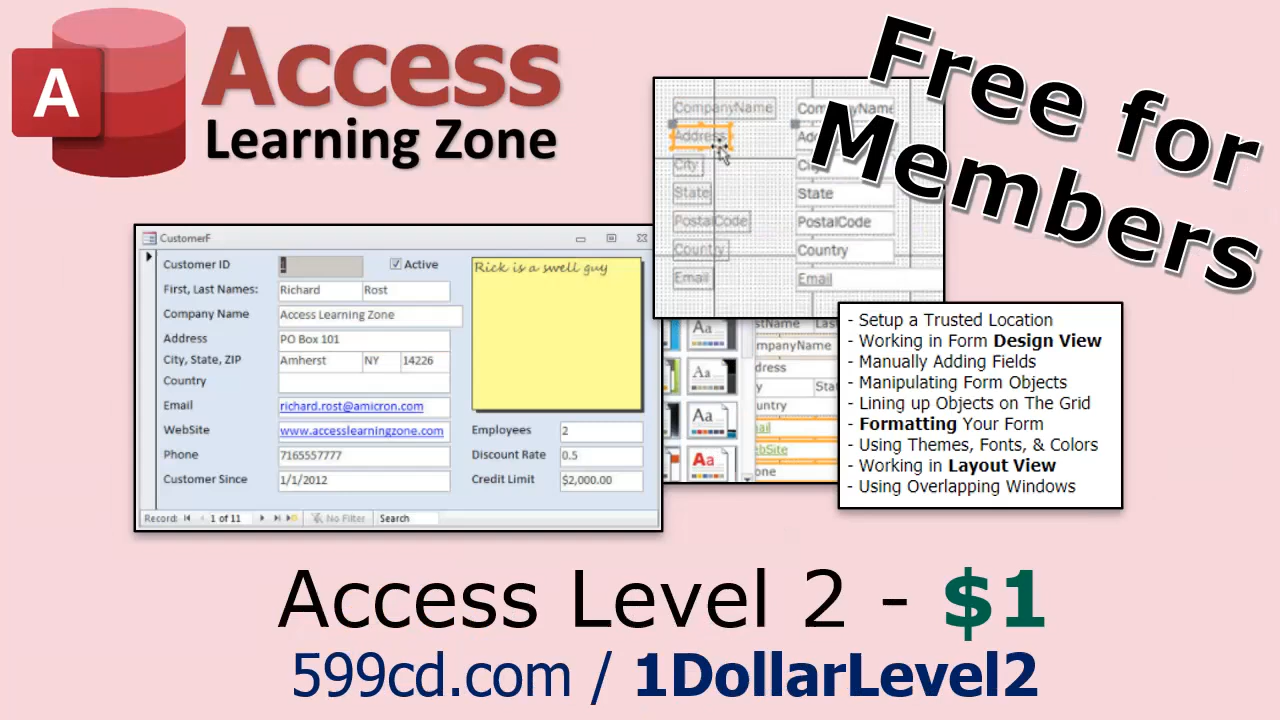 A
Access
Learning Zone
Free for
Members
CompanyName CompanyName
Address
City
State State
PostalCode PostalCode
Country Country
Email Email
CustomerF
Customer ID Active
First, Last Names: Richard Rost
Company Name Access Learning Zone
Address PO Box 101
City, State, ZIP Amherst NY 14226
Country
Email richard.rost@amicron.com
WebSite www.accesslearningzone.com
Phone 7165557777
Customer Since 1/1/2012
Rick is a swell guy
Employees 2
Discount Rate 0.5
Credit Limit $2,000.00
Record: 1 of 11 No Filter Search
Aa
Aa
Aa
Aa
- Setup a Trusted Location
- Working in Form Design View
- Manually Adding Fields
- Manipulating Form Objects
- Lining up Objects on The Grid
- Formatting Your Form
- Using Themes, Fonts, & Colors
- Working in Layout View
- Using Overlapping Windows
Access Level 2 - $1
599cd.com / 1DollarLevel2